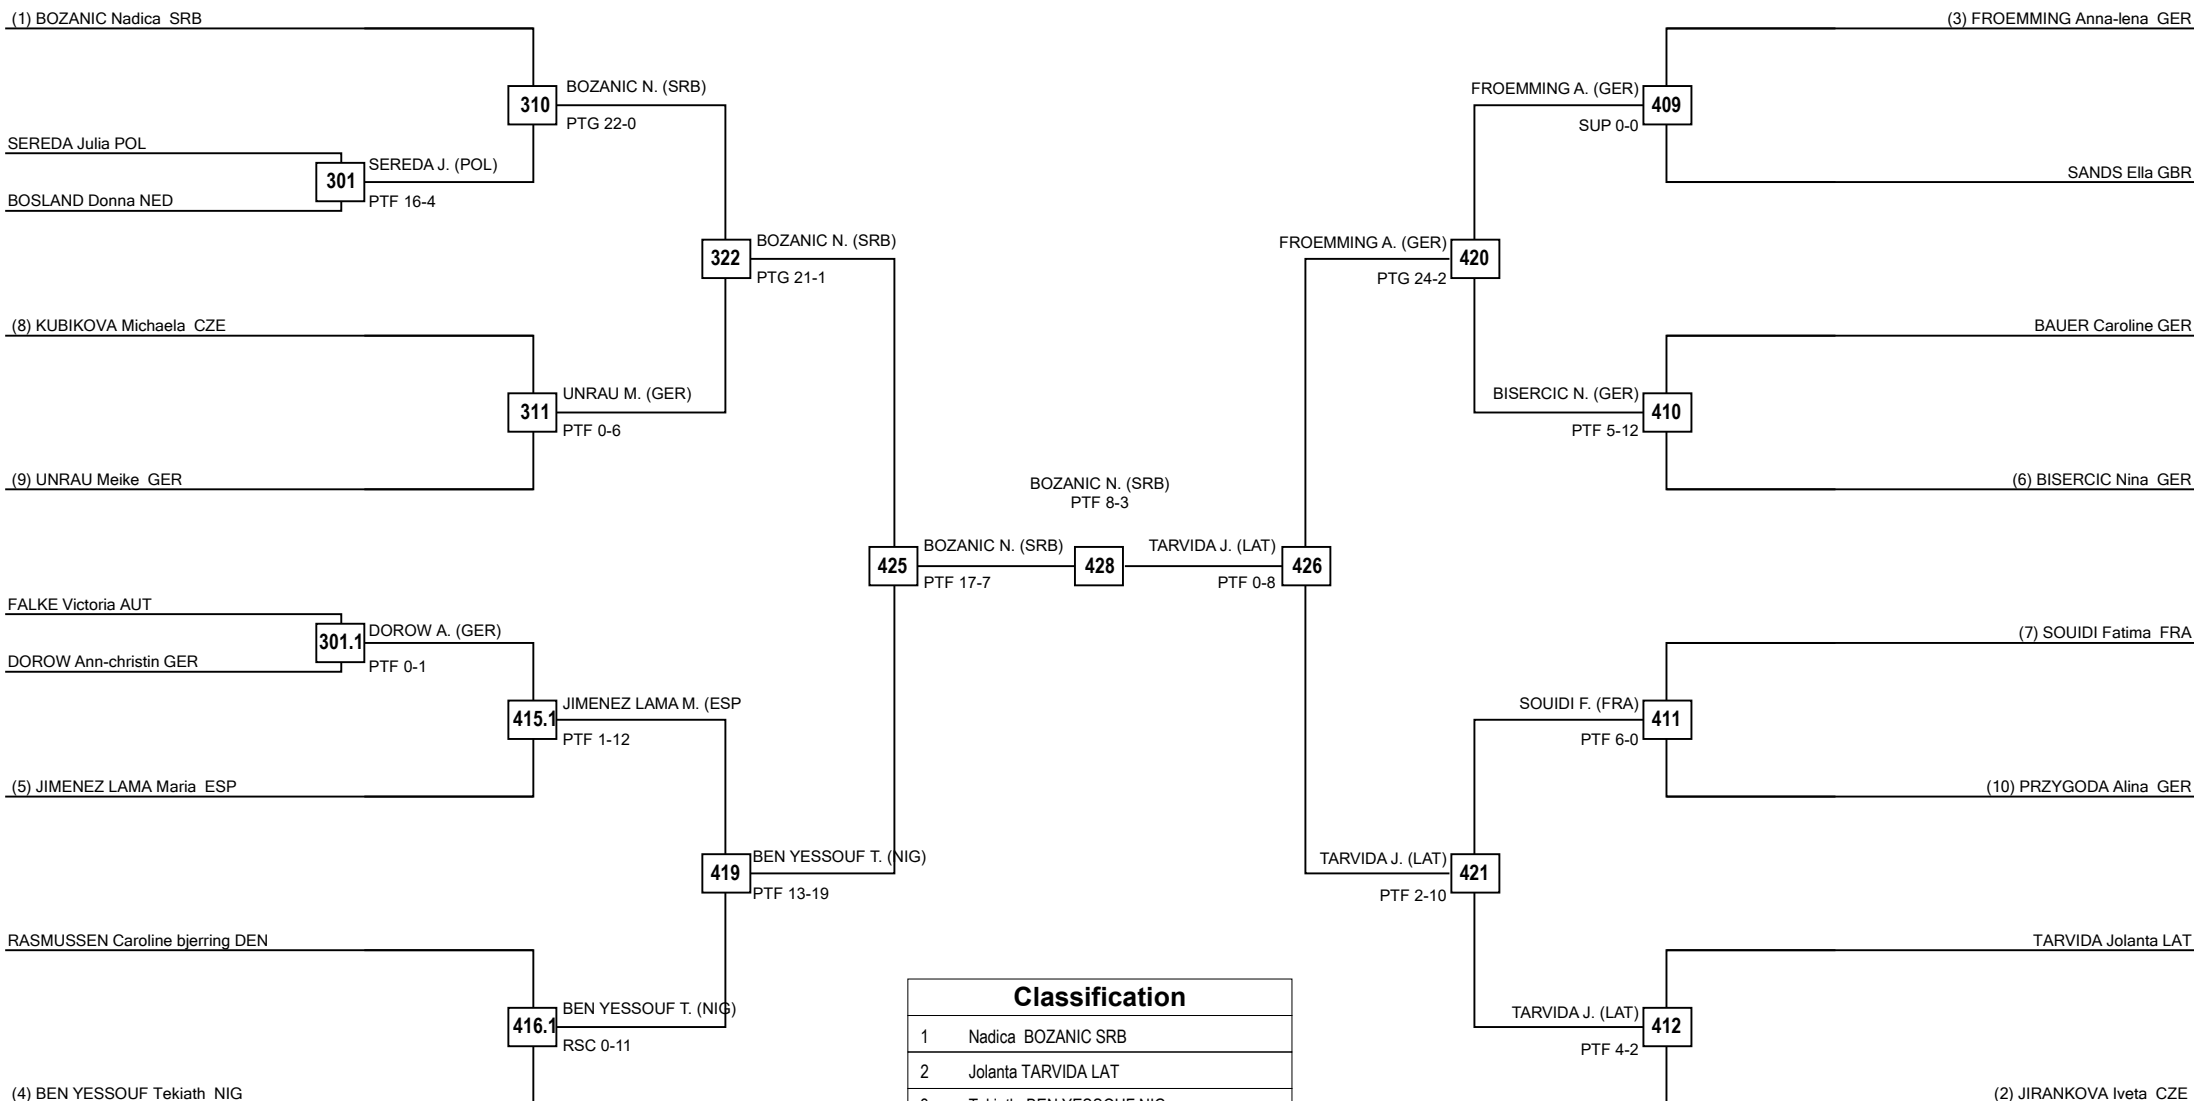 (1) BOZANIC Nadica SRB
BOZANIC N. (SRB)
310
PTG 22-0
SEREDA Julia POL
SEREDA J. (POL)
301
BOSLAND Donna NED
PTF 16-4
BOZANIC N. (SRB)
322
PTG 21-1
(8) KUBIKOVA Michaela CZE
UNRAU M. (GER)
311
PTF 0-6
(9) UNRAU Meike GER
BOZANIC N. (SRB)
PTF 8-3
BOZANIC N. (SRB)
425
428
PTF 17-7
FALKE Victoria AUT
DOROW A. (GER)
301.1
DOROW Ann-christin GER
PTF 0-1
JIMENEZ LAMA M. (ESP
415.1
PTF 1-12
(5) JIMENEZ LAMA Maria ESP
BEN YESSOUF T. (NIG)
419
PTF 13-19
RASMUSSEN Caroline bjerring DEN
BEN YESSOUF T. (NIG)
416.1
RSC 0-11
(4) BEN YESSOUF Tekiath NIG
(3) FROEMMING Anna-lena GER
FROEMMING A. (GER)
409
SUP 0-0
SANDS Ella GBR
FROEMMING A. (GER)
420
PTG 24-2
BAUER Caroline GER
BISERCIC N. (GER)
410
PTF 5-12
(6) BISERCIC Nina GER
TARVIDA J. (LAT)
426
PTF 0-8
(7) SOUIDI Fatima FRA
SOUIDI F. (FRA)
411
PTF 6-0
(10) PRZYGODA Alina GER
TARVIDA J. (LAT)
421
PTF 2-10
TARVIDA Jolanta LAT
TARVIDA J. (LAT)
412
PTF 4-2
(2) JIRANKOVA Iveta CZE
Classification
1 Nadica BOZANIC SRB
2 Jolanta TARVIDA LAT
3 Tekiath BEN YESSOUF NIG